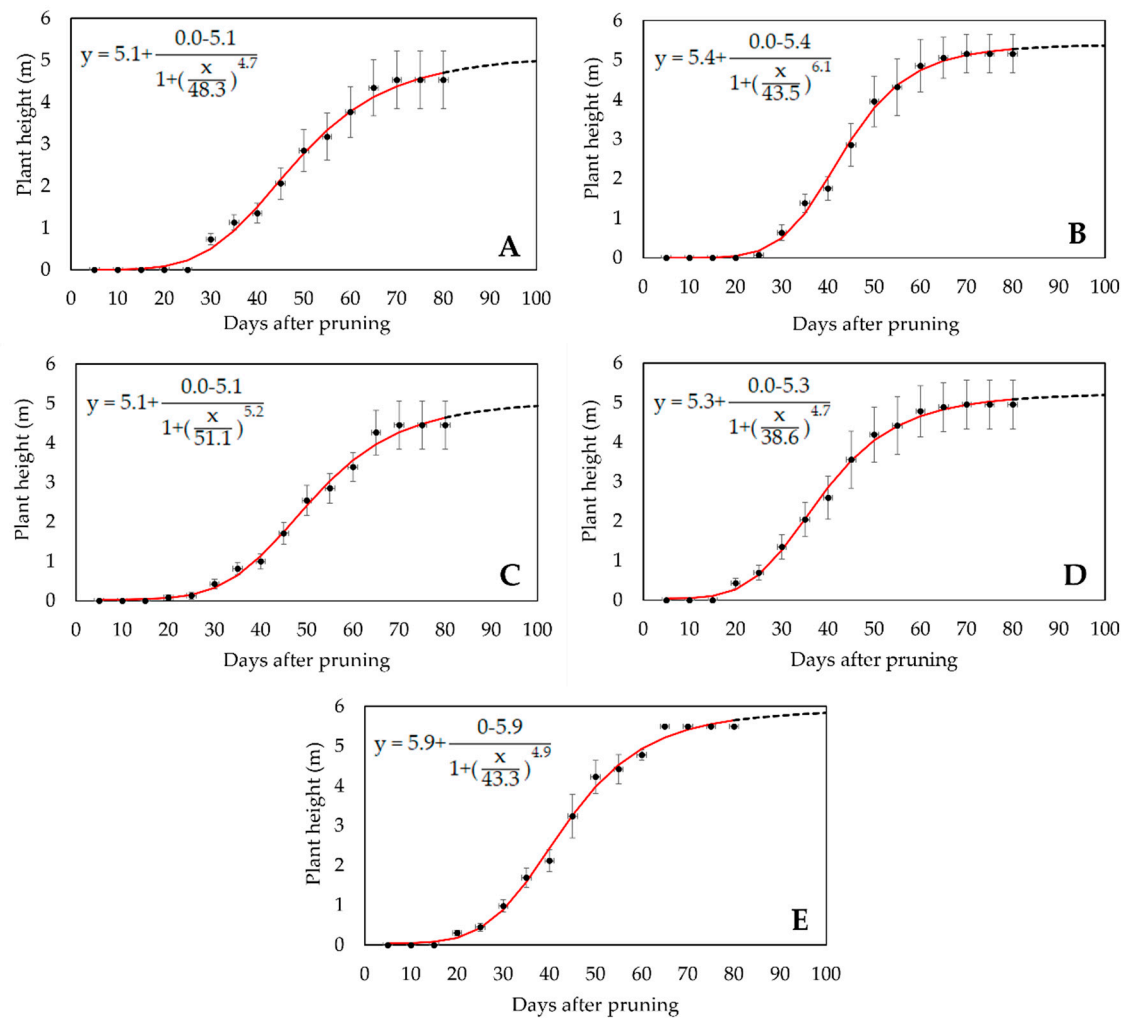 6
5
4
3
2
1
0
Plant height (m)
y = 5.1+ 0.0-5.1
1+(x/48.3)^4.7
A
0 10 20 30 40 50 60 70 80 90 100
Days after pruning
6
5
4
3
2
1
0
Plant height (m)
y = 5.4+ 0.0-5.4
1+(x/43.5)^6.1
B
0 10 20 30 40 50 60 70 80 90 100
Days after pruning
6
5
4
3
2
1
0
Plant height (m)
y = 5.1+ 0.0-5.1
1+(x/51.1)^5.2
C
0 10 20 30 40 50 60 70 80 90 100
Days after pruning
6
5
4
3
2
1
0
Plant height (m)
y = 5.3+ 0.0-5.3
1+(x/38.6)^4.7
D
0 10 20 30 40 50 60 70 80 90 100
Days after pruning
6
5
4
3
2
1
0
Plant height (m)
y = 5.9+ 0-5.9
1+(x/43.3)^4.9
E
0 10 20 30 40 50 60 70 80 90 100
Days after pruning